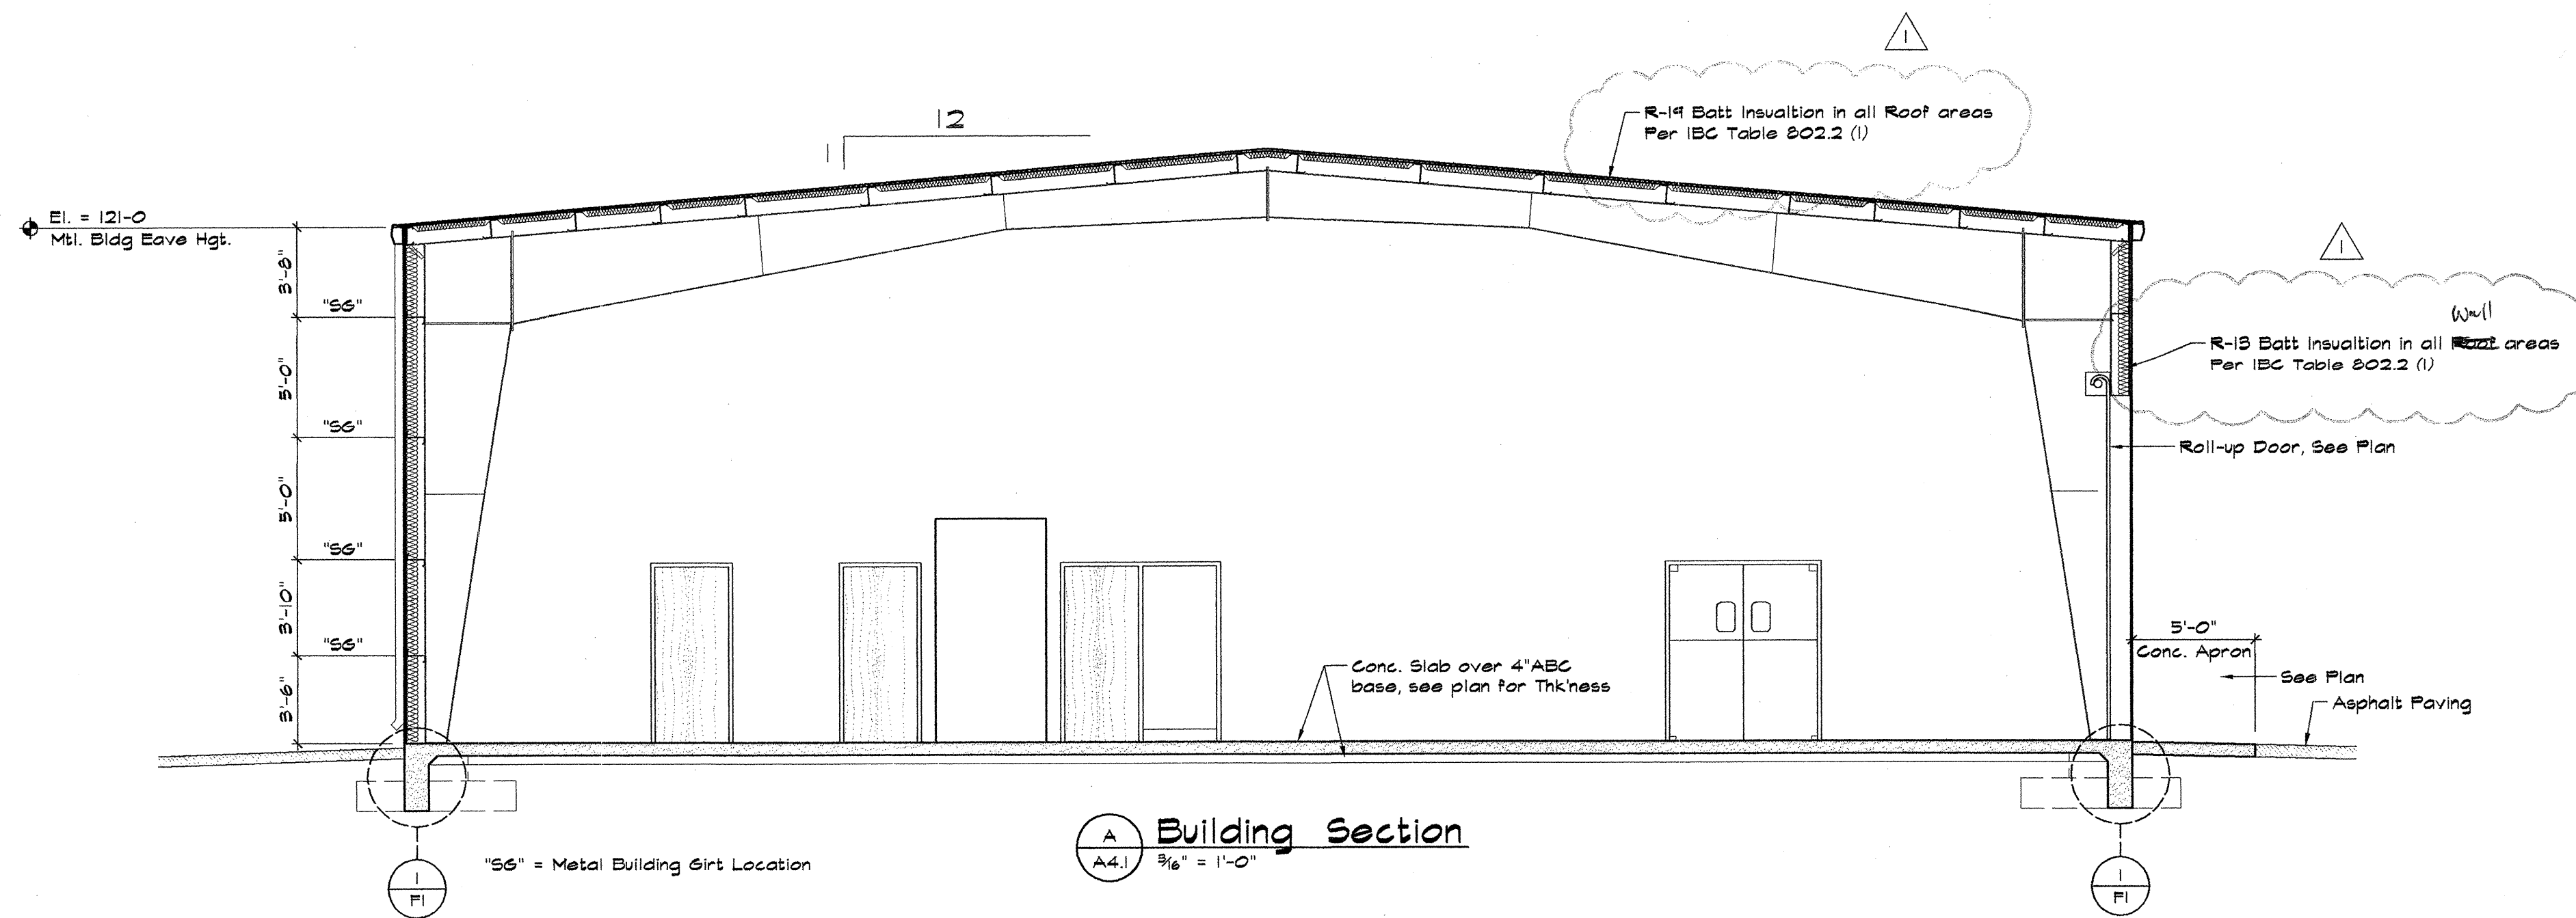 1
12
1
R-19 Batt Insualtion in all Roof areas
Per IBC Table 802.2 (1)
El. = 121-0
Mtl. Bldg Eave Hgt.
1
3'-8"
"SG"
Wall
R-13 Batt Insualtion in all Roof areas
Per IBC Table 802.2 (1)
5'-0"
"SG"
Roll-up Door, See Plan
5'-0"
"SG"
3'-10"
"SG"
5'-0"
Conc. Apron
Conc. Slab over 4"ABC
base, see plan for Thk'ness
See Plan
3'-6"
Asphalt Paving
A
A4.1
Building Section
3/16" = 1'-0"
"SG" = Metal Building Girt Location
1
F1
1
F1